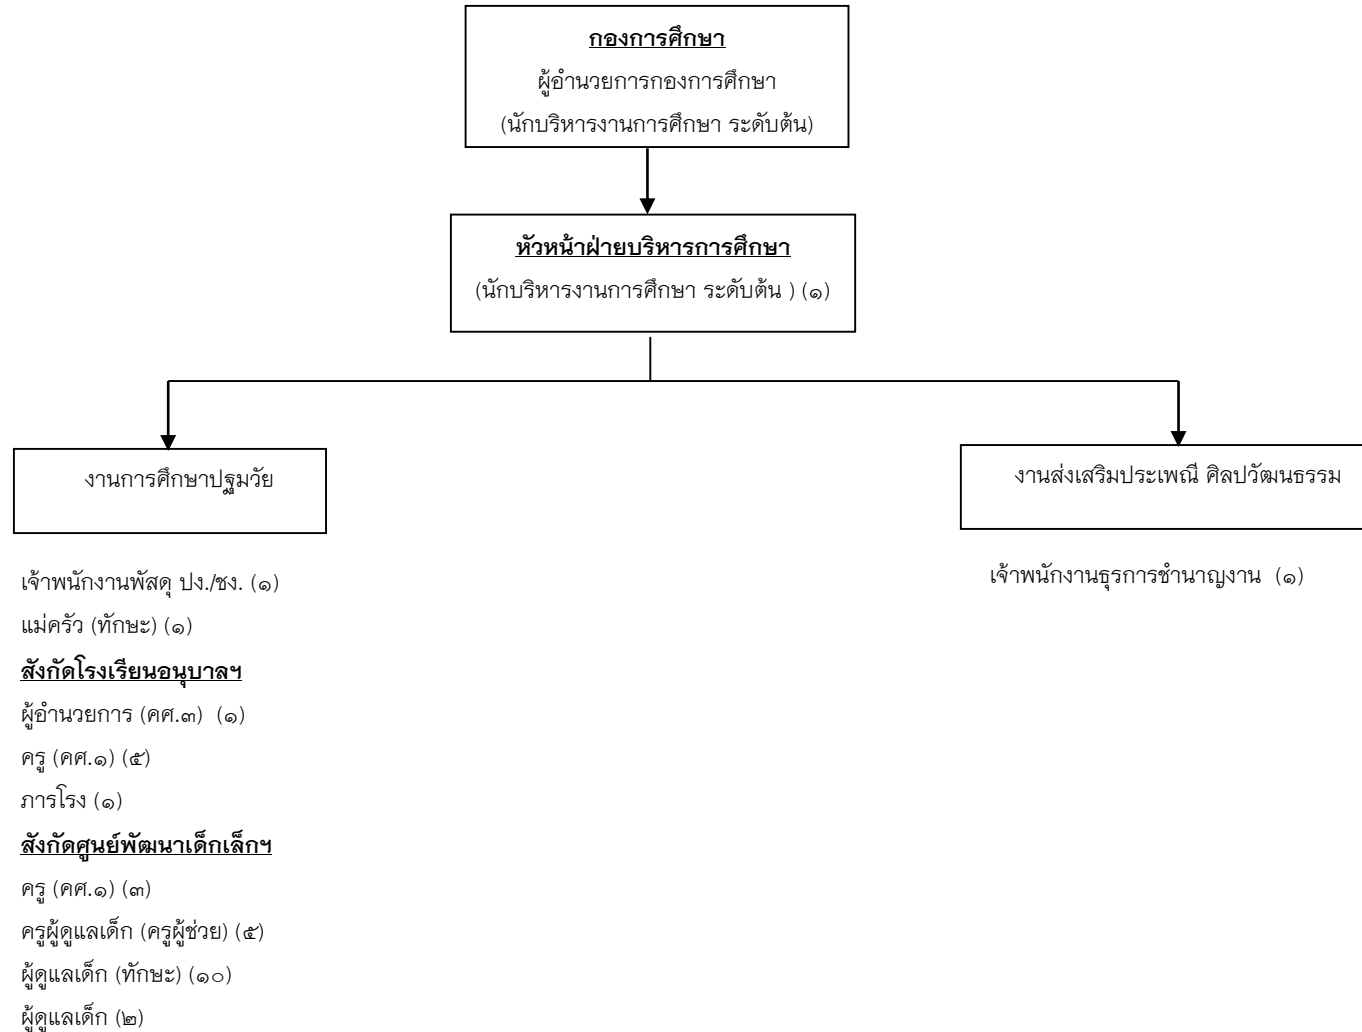 กองการศึกษา
ผู้อำนวยการกองการศึกษา
(นักบริหารงานการศึกษา ระดับต้น)
หัวหน้าฝ่ายบริหารการศึกษา
(นักบริหารงานการศึกษา ระดับต้น ) (๑)
งานการศึกษาปฐมวัย
เจ้าพนักงานพัสดุ ปง./ชง. (๑)
แม่ครัว (ทักษะ) (๑)
สังกัดโรงเรียนอนุบาลฯ
ผู้อำนวยการ (คศ.๓) (๑)
ครู (คศ.๑) (๕)
ภารโรง (๑)
สังกัดศูนย์พัฒนาเด็กเล็กฯ
ครู (คศ.๑) (๓)
ครูผู้ดูแลเด็ก (ครูผู้ช่วย) (๕)
ผู้ดูแลเด็ก (ทักษะ) (๑๐)
ผู้ดูแลเด็ก (๒)
งานส่งเสริมประเพณี ศิลปวัฒนธรรม
เจ้าพนักงานธุรการชำนาญงาน (๑)